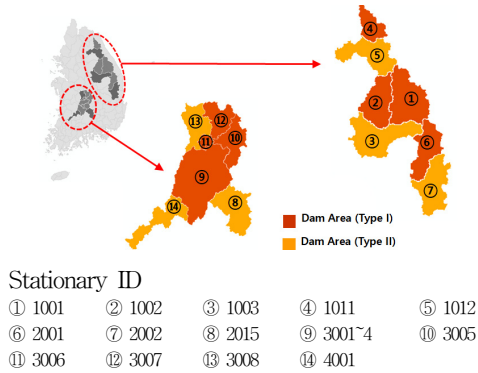 ④
⑤
② ①
③
⑥
⑦
⑬ ⑫
⑩
⑪
⑨
⑭ ⑧
Dam Area (Type I)
Dam Area (Type II)
Stationary ID
① 1001 ② 1002 ③ 1003 ④ 1011 ⑤ 1012
⑥ 2001 ⑦ 2002 ⑧ 2015 ⑨ 3001~4 ⑩ 3005
⑪ 3006 ⑫ 3007 ⑬ 3008 ⑭ 4001